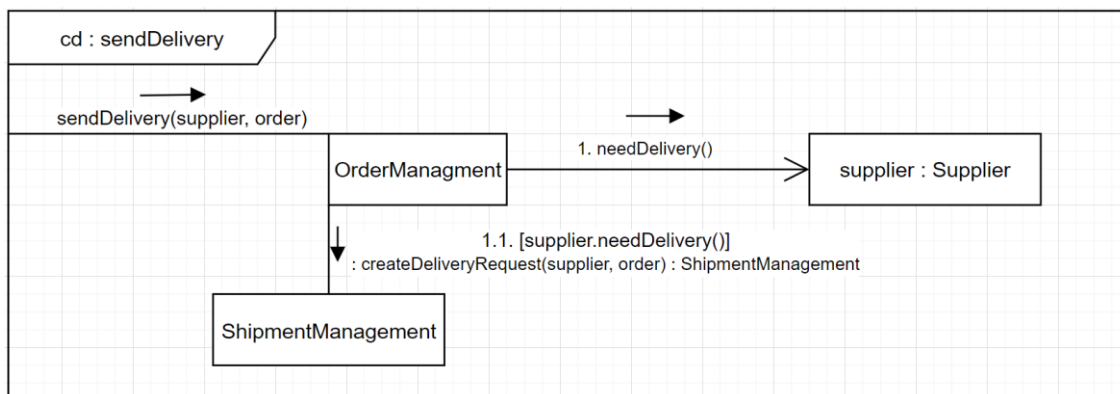 cd : sendDelivery
sendDelivery(supplier, order)
OrderManagment
1. needDelivery()
supplier : Supplier
1.1. [supplier.needDelivery()]
: createDeliveryRequest(supplier, order) : ShipmentManagement
ShipmentManagement